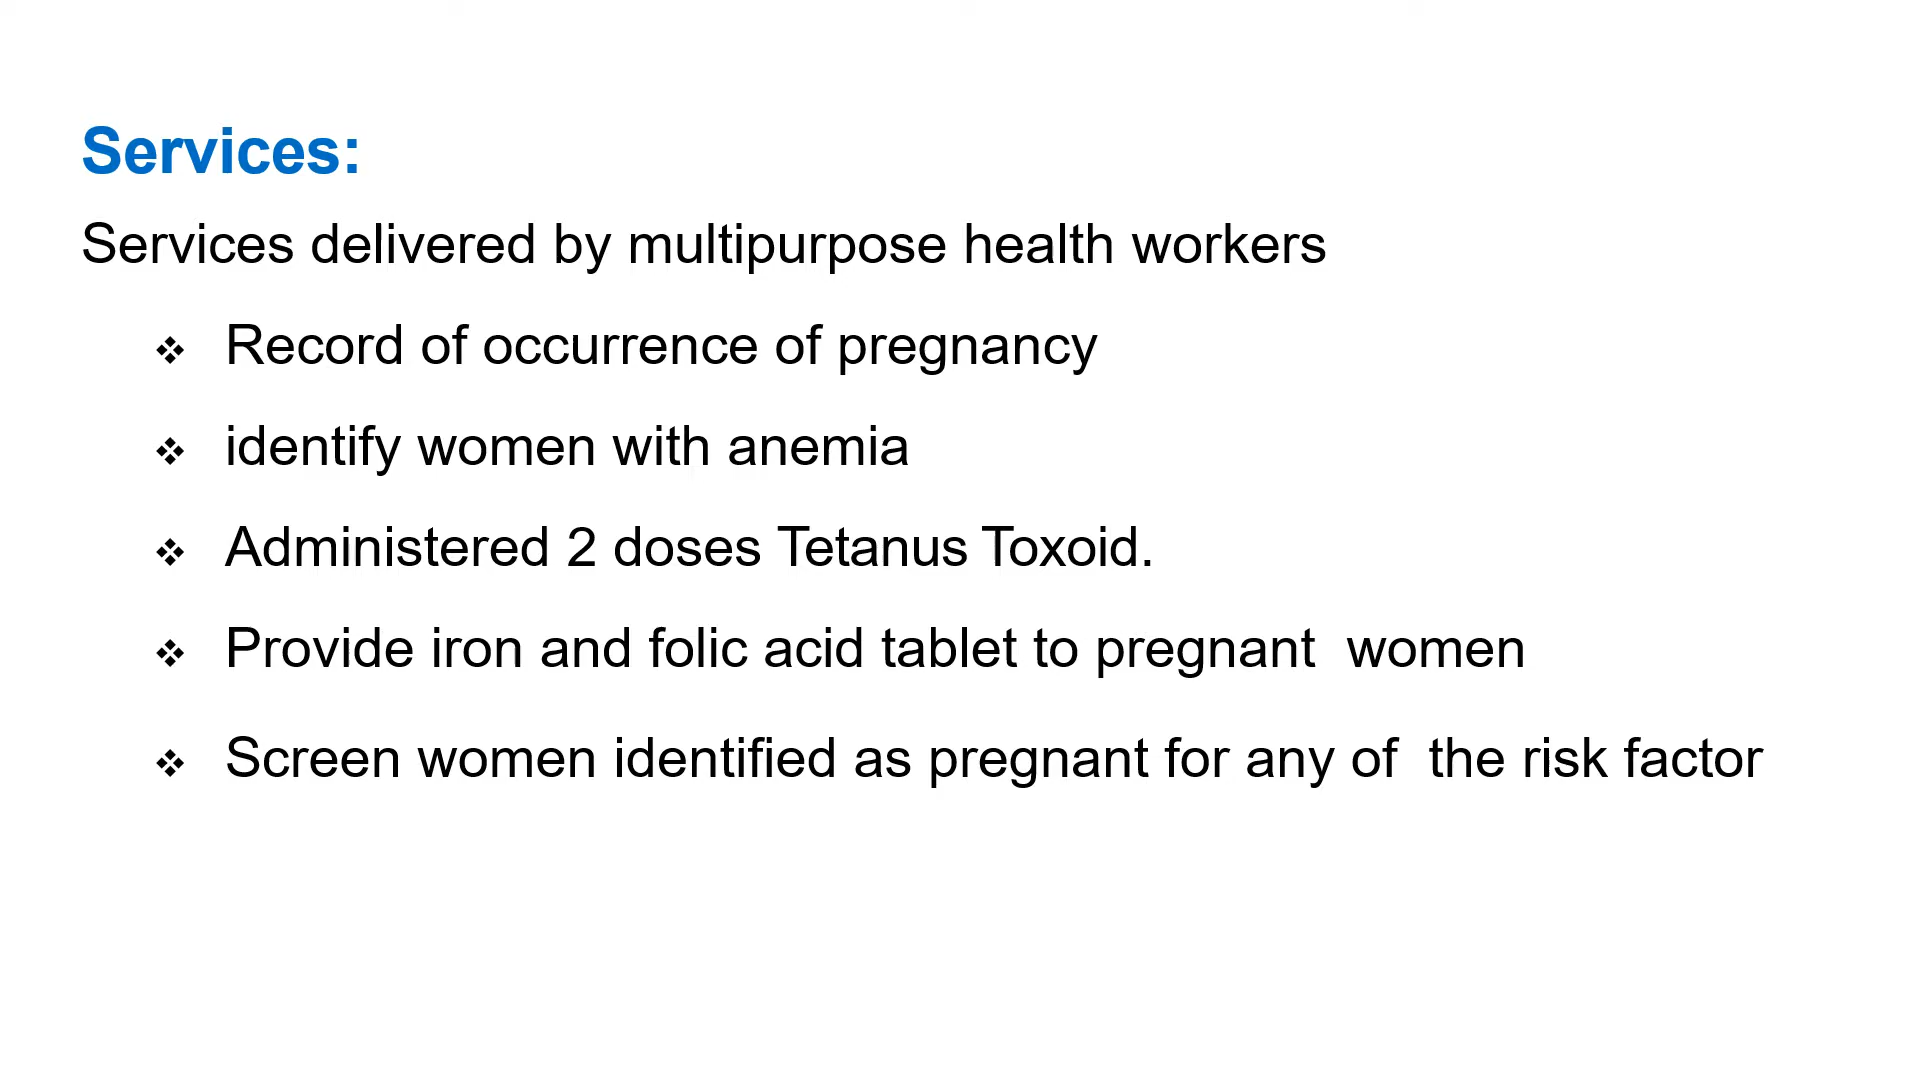 Services:
Services delivered by multipurpose health workers
❖ Record of occurrence of pregnancy
❖ identify women with anemia
❖ Administered 2 doses Tetanus Toxoid.
❖ Provide iron and folic acid tablet to pregnant  women
❖ Screen women identified as pregnant for any of  the risk factor